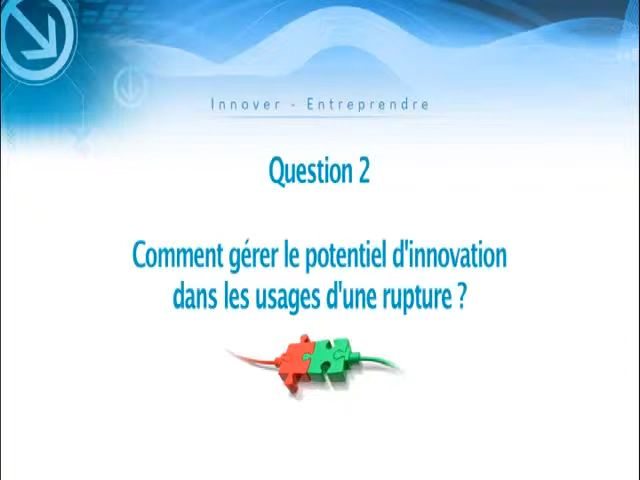 Innover - Entreprendre
Question 2
Comment gérer le potentiel d'innovation
dans les usages d'une rupture ?